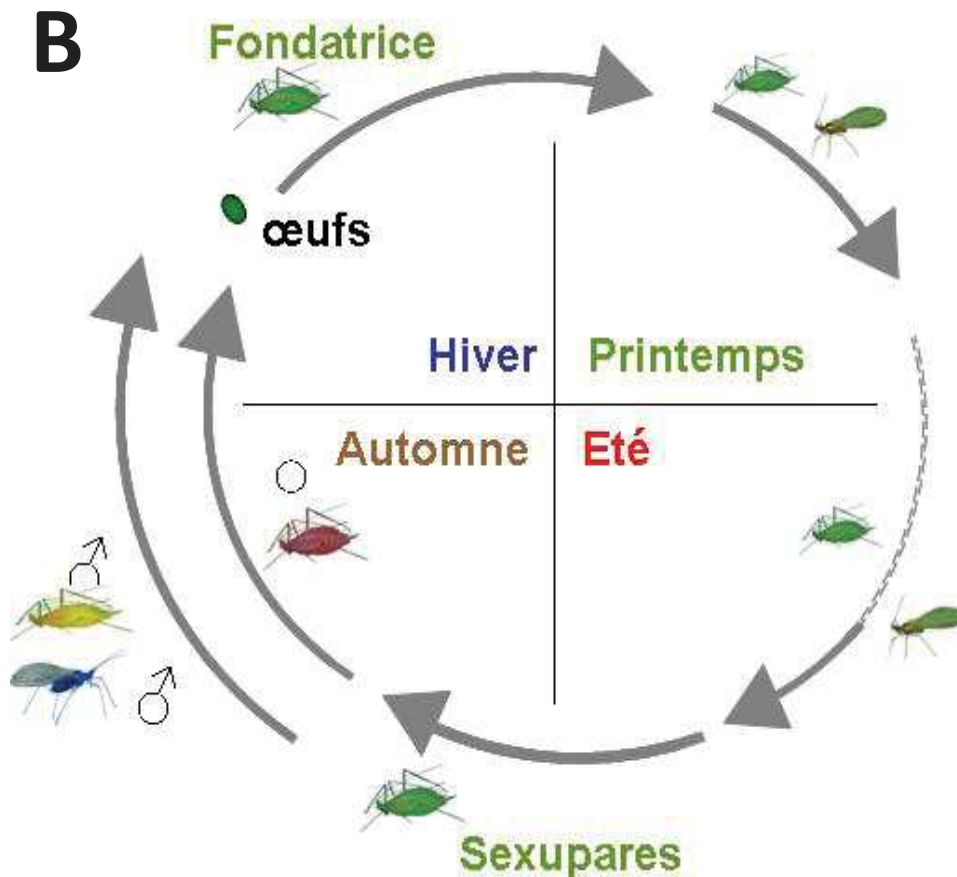 B
Fondatrice
œufs
Hiver
Printemps
Automne
Eté
♂
♂
Sexupares